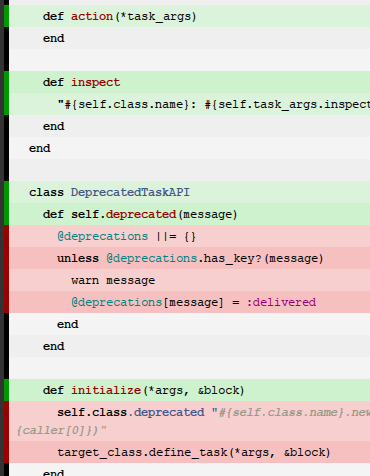 def action(*task_args)
end
def inspect
"#{self.class.name}: #{self.task_args.inspect
end
end
class DeprecatedTaskAPI
def self.deprecated(message)
@deprecations ||= {}
unless @deprecations.has_key?(message)
warn message
@deprecations[message] = :delivered
end
end
def initialize(*args, &block)
self.class.deprecated "#{self.class.name}.new
{caller[0]})"
target_class.define_task(*args, &block)
end